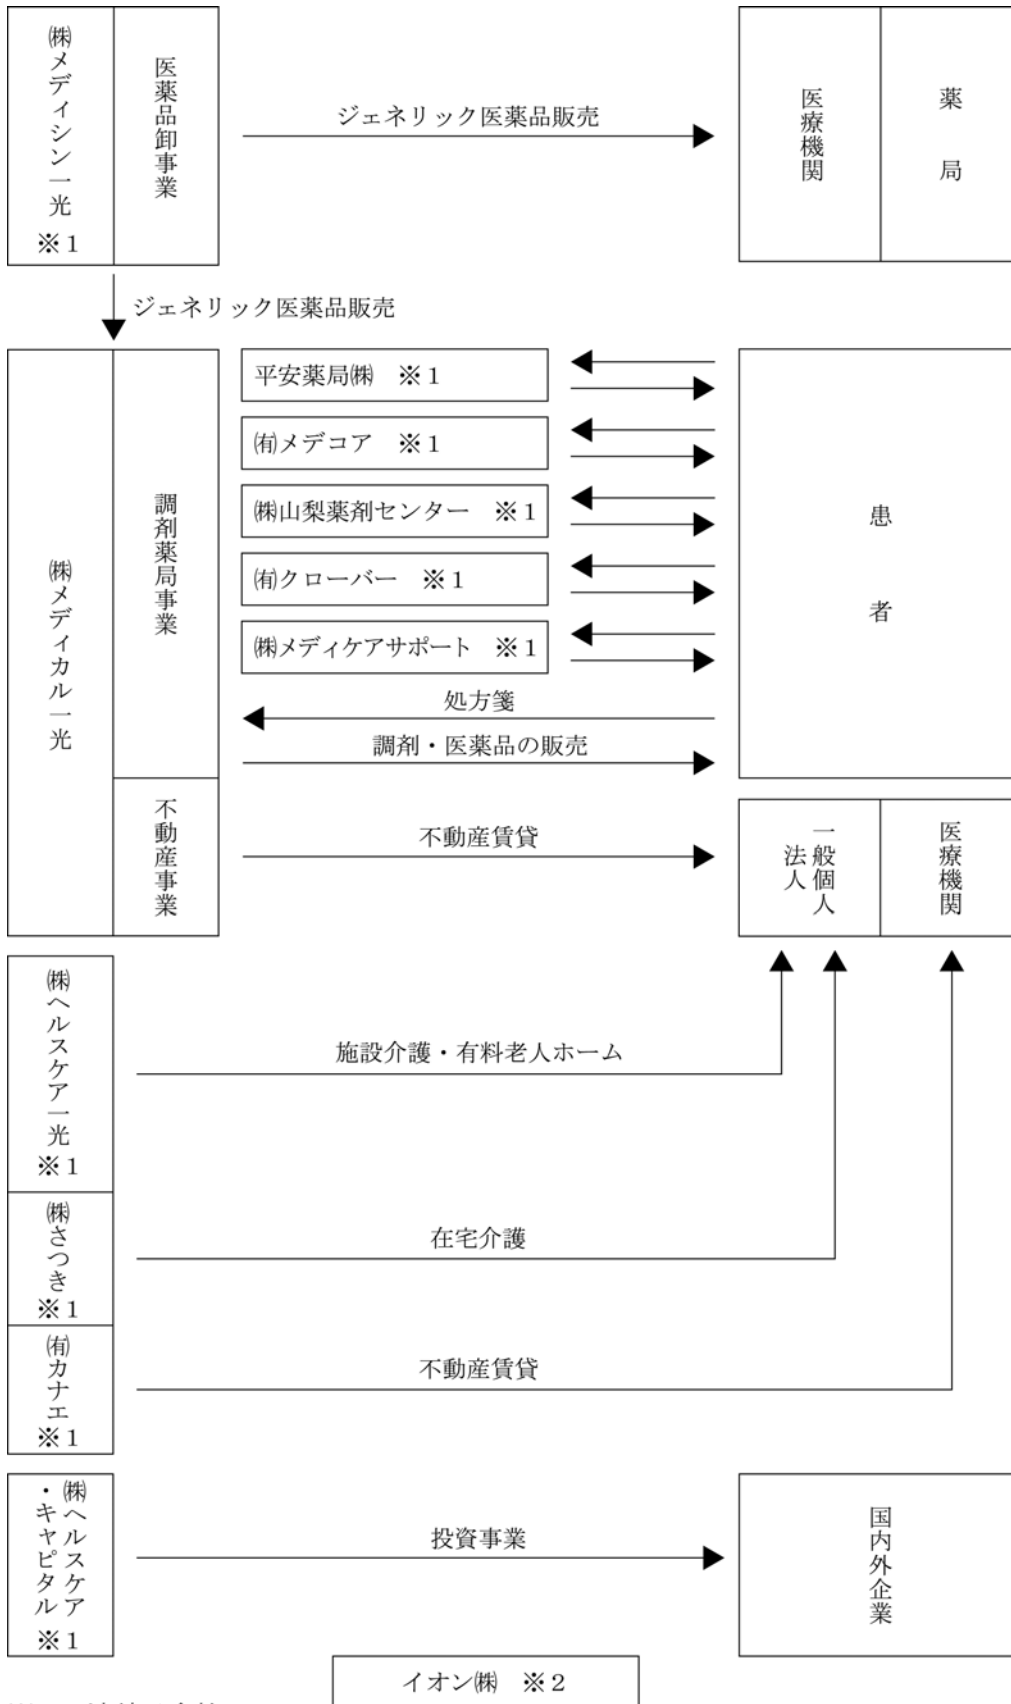 ㈱メディシン一光
※1
医薬品卸事業
ジェネリック医薬品販売
医療機関
薬局
ジェネリック医薬品販売
㈱メディカル一光
調剤薬局事業
平安薬局㈱ ※1
㈲メデコア ※1
㈱山梨薬剤センター ※1
㈲クローバー ※1
㈱メディケアサポート ※1
処方箋
調剤・医薬品の販売
患者
不動産事業
不動産賃貸
一般個人
法人
医療機関
㈱ヘルスケア一光
※1
施設介護・有料老人ホーム
㈱さつき
※1
在宅介護
㈲カナエ
※1
不動産賃貸
㈱ヘルスケア
・キャピタル
※1
投資事業
国内外企業
イオン㈱ ※2